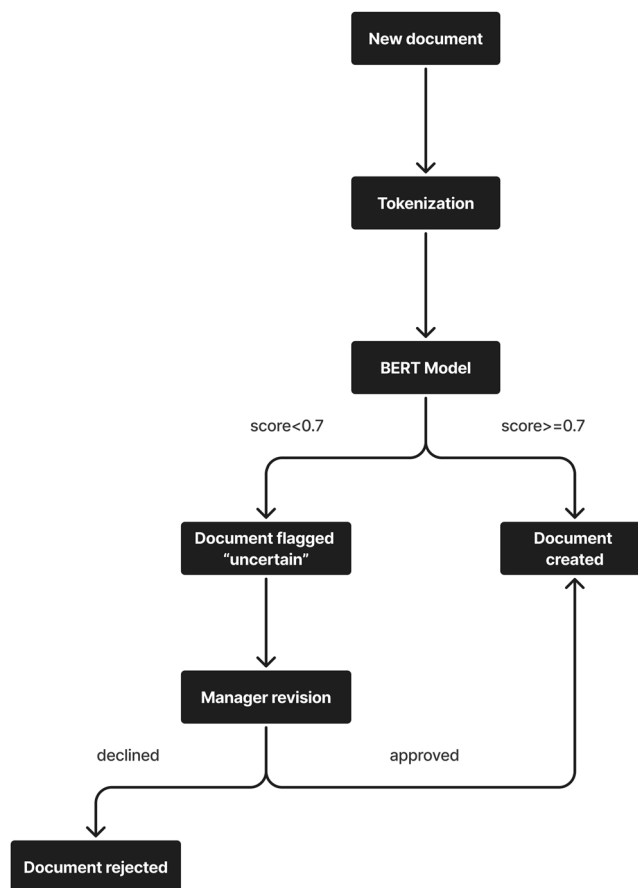 New document
Tokenization
BERT Model
score<0.7
score>=0.7
Document flagged
“uncertain”
Document
created
Manager revision
declined
approved
Document rejected